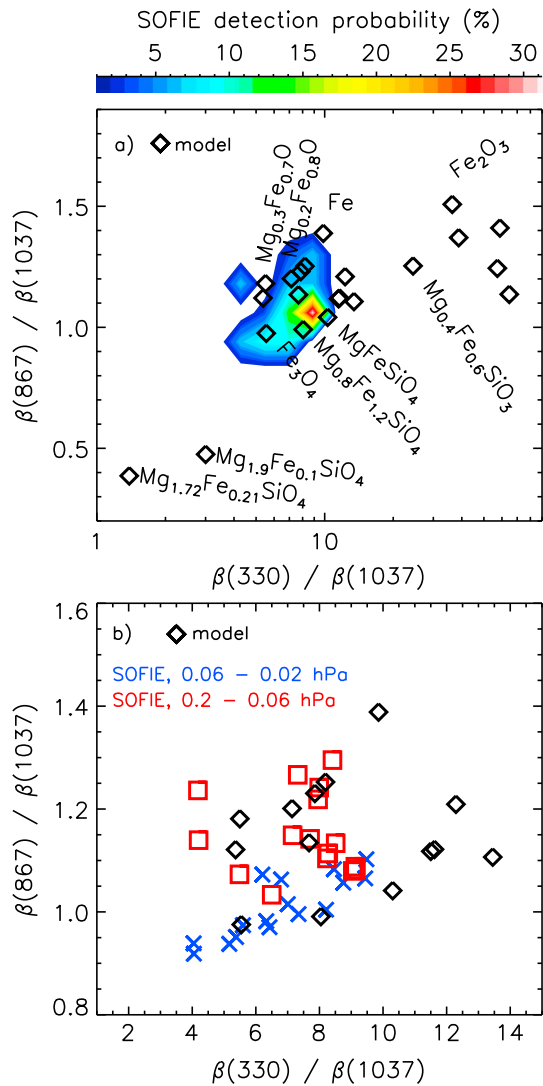 SOFIE detection probability (%)
5 10 15 20 25 30
a) model
Mg0.3Fe0.7O
Mg0.2Fe0.8O
Fe
Fe2O3
Mg0.4Fe0.6SiO3
MgFeSiO4
Mg0.8Fe1.2SiO4
Fe3O4
Mg1.9Fe0.1SiO4
Mg1.72Fe0.21SiO4
β(867) / β(1037)
1.5
1.0
0.5
1 10
β(330) / β(1037)
b) model
SOFIE, 0.06 – 0.02 hPa
SOFIE, 0.2 – 0.06 hPa
β(867) / β(1037)
1.6
1.4
1.2
1.0
0.8
2 4 6 8 10 12 14
β(330) / β(1037)